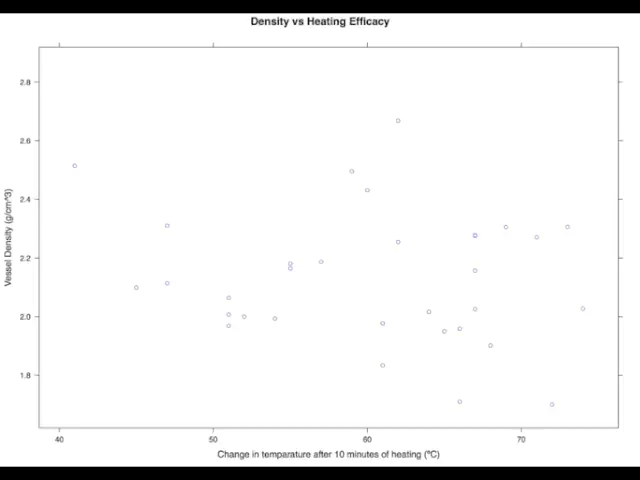 Density vs Heating Efficacy
Vessel Density (g/cm^3)
2.8
2.6
2.4
2.2
2.0
1.8
40 50 60 70
Change in temparature after 10 minutes of heating (ºC)